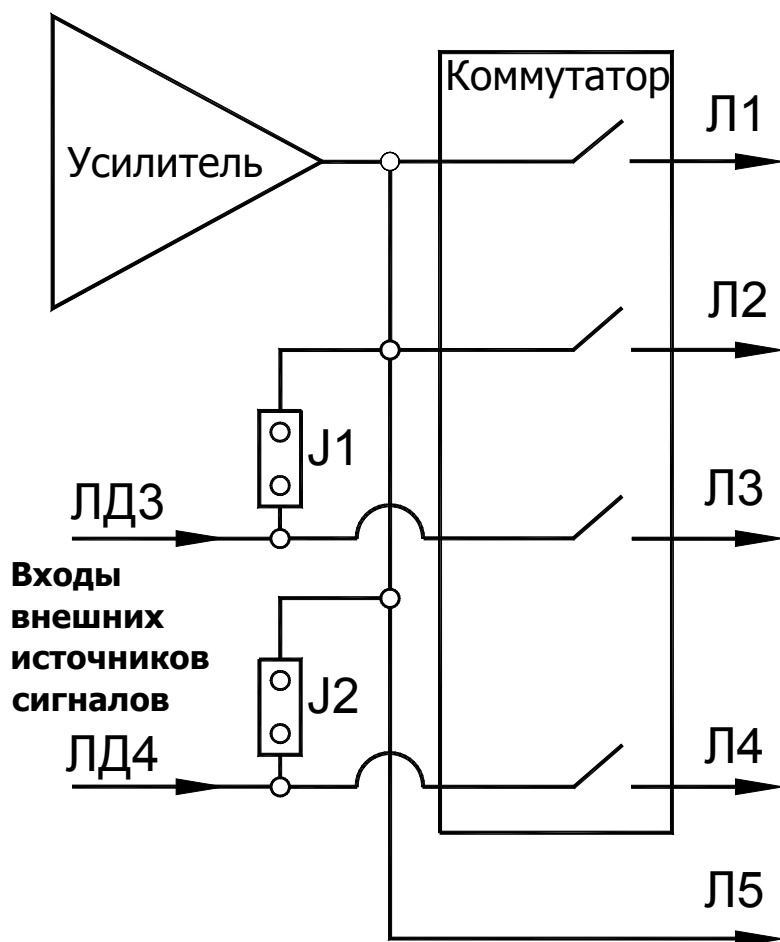 Коммутатор
Л1
Усилитель
Л2
J1
ЛД3
Л3
Входы
внешних
источников
сигналов
J2
ЛД4
Л4
Л5